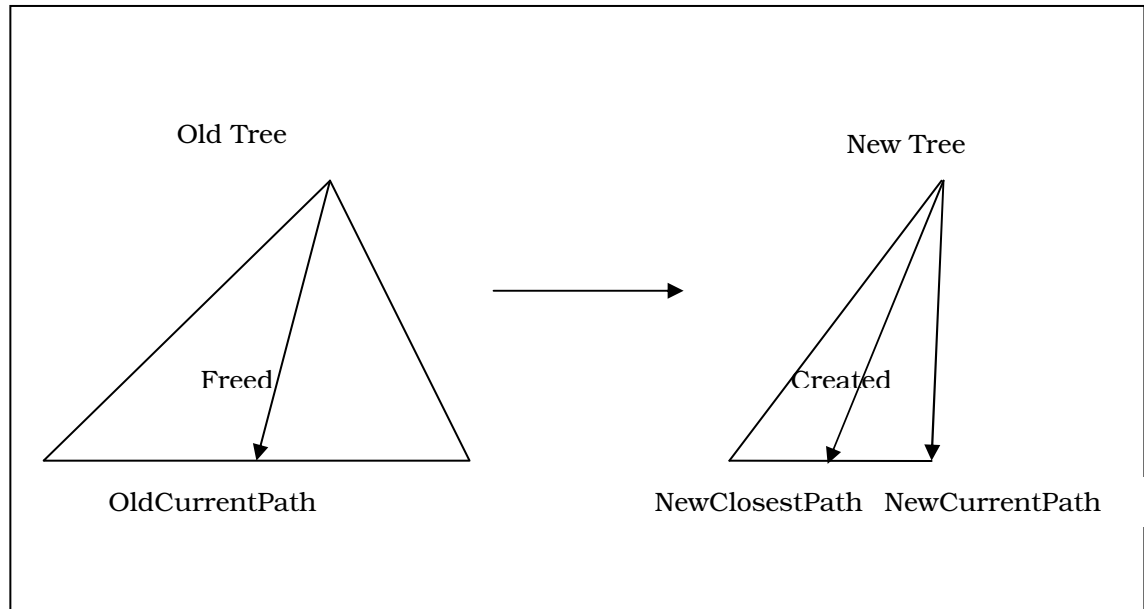 Old Tree
New Tree
Freed
Created
OldCurrentPath
NewClosestPath NewCurrentPath